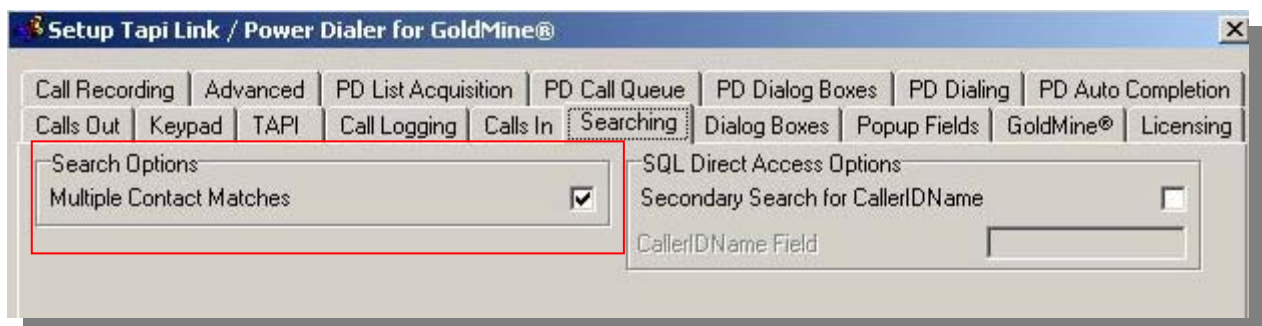 Setup Tapi Link / Power Dialer for GoldMine®
Call Recording Advanced PD List Acquisition PD Call Queue PD Dialog Boxes PD Dialing PD Auto Completion
Calls Out Keypad TAPI Call Logging Calls In Searching Dialog Boxes Popup Fields GoldMine® Licensing
Search Options
Multiple Contact Matches
SQL Direct Access Options
Secondary Search for CallerIDName
CallerIDName Field